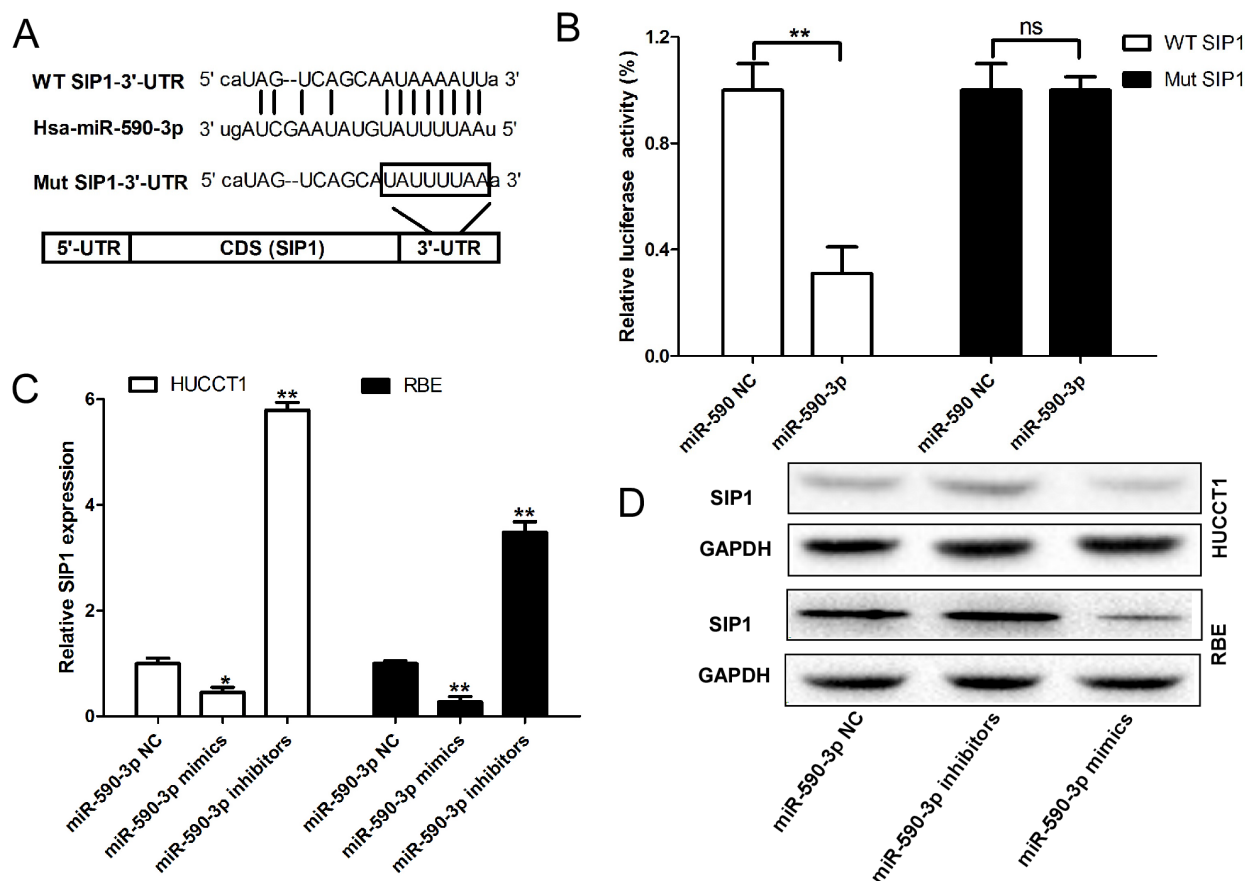 A
WT SIP1-3'-UTR 5' caUAG--UCAGCAAUAAAAUUa 3'
Hsa-miR-590-3p 3' ugAUCGAAUAUGUAUUUUAAu 5'
Mut SIP1-3'-UTR 5' caUAG--UCAGCAUAUUUUAAa 3'
5'-UTR CDS (SIP1) 3'-UTR
B
Relative luciferase activity (%)
1.2
0.8
0.4
0.0
** ns
WT SIP1
Mut SIP1
miR-590 NC miR-590-3p miR-590 NC miR-590-3p
C
HUCCT1 RBE
Relative SIP1 expression
6
4
2
0
* ** ** **
miR-590-3p NC miR-590-3p mimics miR-590-3p inhibitors miR-590-3p NC miR-590-3p mimics miR-590-3p inhibitors
D
SIP1
GAPDH
HUCCT1
SIP1
GAPDH
RBE
miR-590-3p NC miR-590-3p inhibitors miR-590-3p mimics